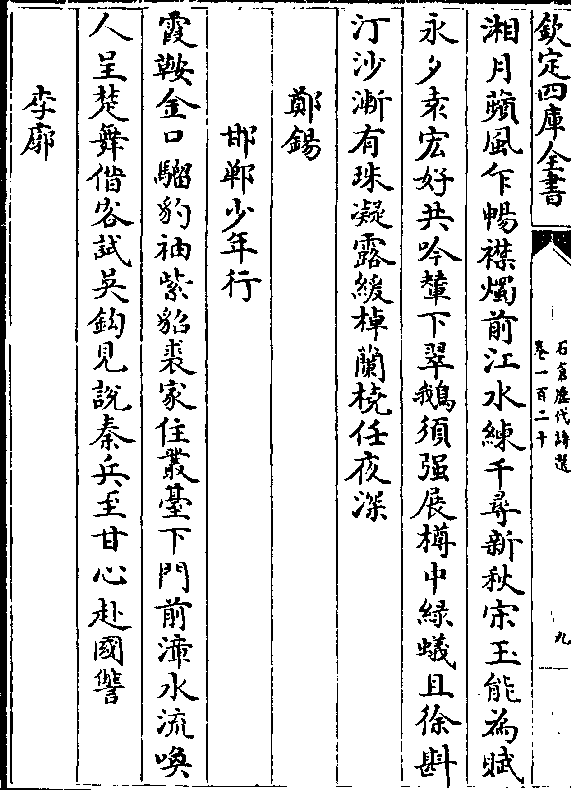 欽定四庫全書
石倉歷代詩選
卷一百二十
九
湘月蘋風乍暢襟燭前江水練千尋新秋宋玉能為賦
永夕袁宏好共吟輦下翠鵝須强展樽中綠蟻且徐斟
汀沙漸有珠凝露緩棹蘭橈任夜深
鄭錫
邯鄲少年行
霞鞍金口騮豹袖紫貂裘家住叢臺下門前漳水流喚
人呈楚舞借客試吳鈎見說秦兵至甘心赴國讐
李廓